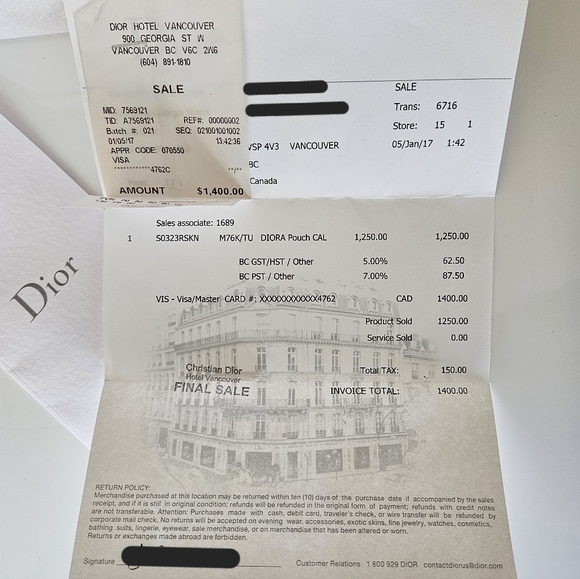 DIOR HOTEL VANCOUVER
900 GEORGIA ST W
VANCOUVER BC V6C 2W6
(604) 891-1810
SALE
MID: 7569121
TID: A7569121 REF#: 00000002
Batch #: 021 SEQ: 021001001002
01/05/17 13:42:36
APPR CODE: 070550
VISA
***********4762C **/**
AMOUNT $1,400.00
SALE
Trans: 6716
Store: 15 1
VSP 4V3 VANCOUVER 05/Jan/17 1:42
BC
Canada
Sales associate: 1689
1 S0323RSKN M76K/TU DIORA Pouch CAL 1,250.00 1,250.00
BC GST/HST / Other 5.00% 62.50
BC PST / Other 7.00% 87.50
VIS - Visa/Master CARD #: XXXXXXXXXXXX4762 CAD 1400.00
Product Sold 1250.00
Service Sold 0.00
Total TAX: 150.00
INVOICE TOTAL: 1400.00
Christian Dior
Hotel Vancouver
FINAL SALE
Dior
RETURN POLICY:
Merchandise purchased at this location may be returned within ten (10) days of the purchase date if accompanied by the sales
receipt, and if it is still in original condition; refunds will be refunded in the original form of payment; refunds with credit notes
are not transferable. Attention: Purchases made with cash, debit card, traveler's check, or wire transfer will be refunded by
corporate mail check. No returns will be accepted on evening wear, accessories, exotic skins, fine jewelry, watches, cosmetics,
bathing suits, lingerie, eyewear, sale merchandise, or on merchandise that has been altered or worn.
Returns or exchanges made abroad are forbidden.
Signature
Customer Relations 1 800 929 DIOR contactdiorus@dior.com